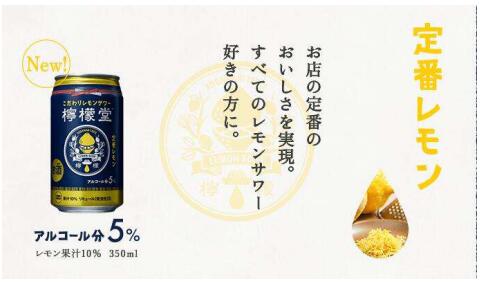 定番レモン
お店の定番の
おいしさを実現。
すべてのレモンサワー
好きの方に。
New!
こだわりレモンサワー
檸檬堂
定番レモン
アルコール分5%
アルコール分5%
レモン果汁10% 350ml
檸檬